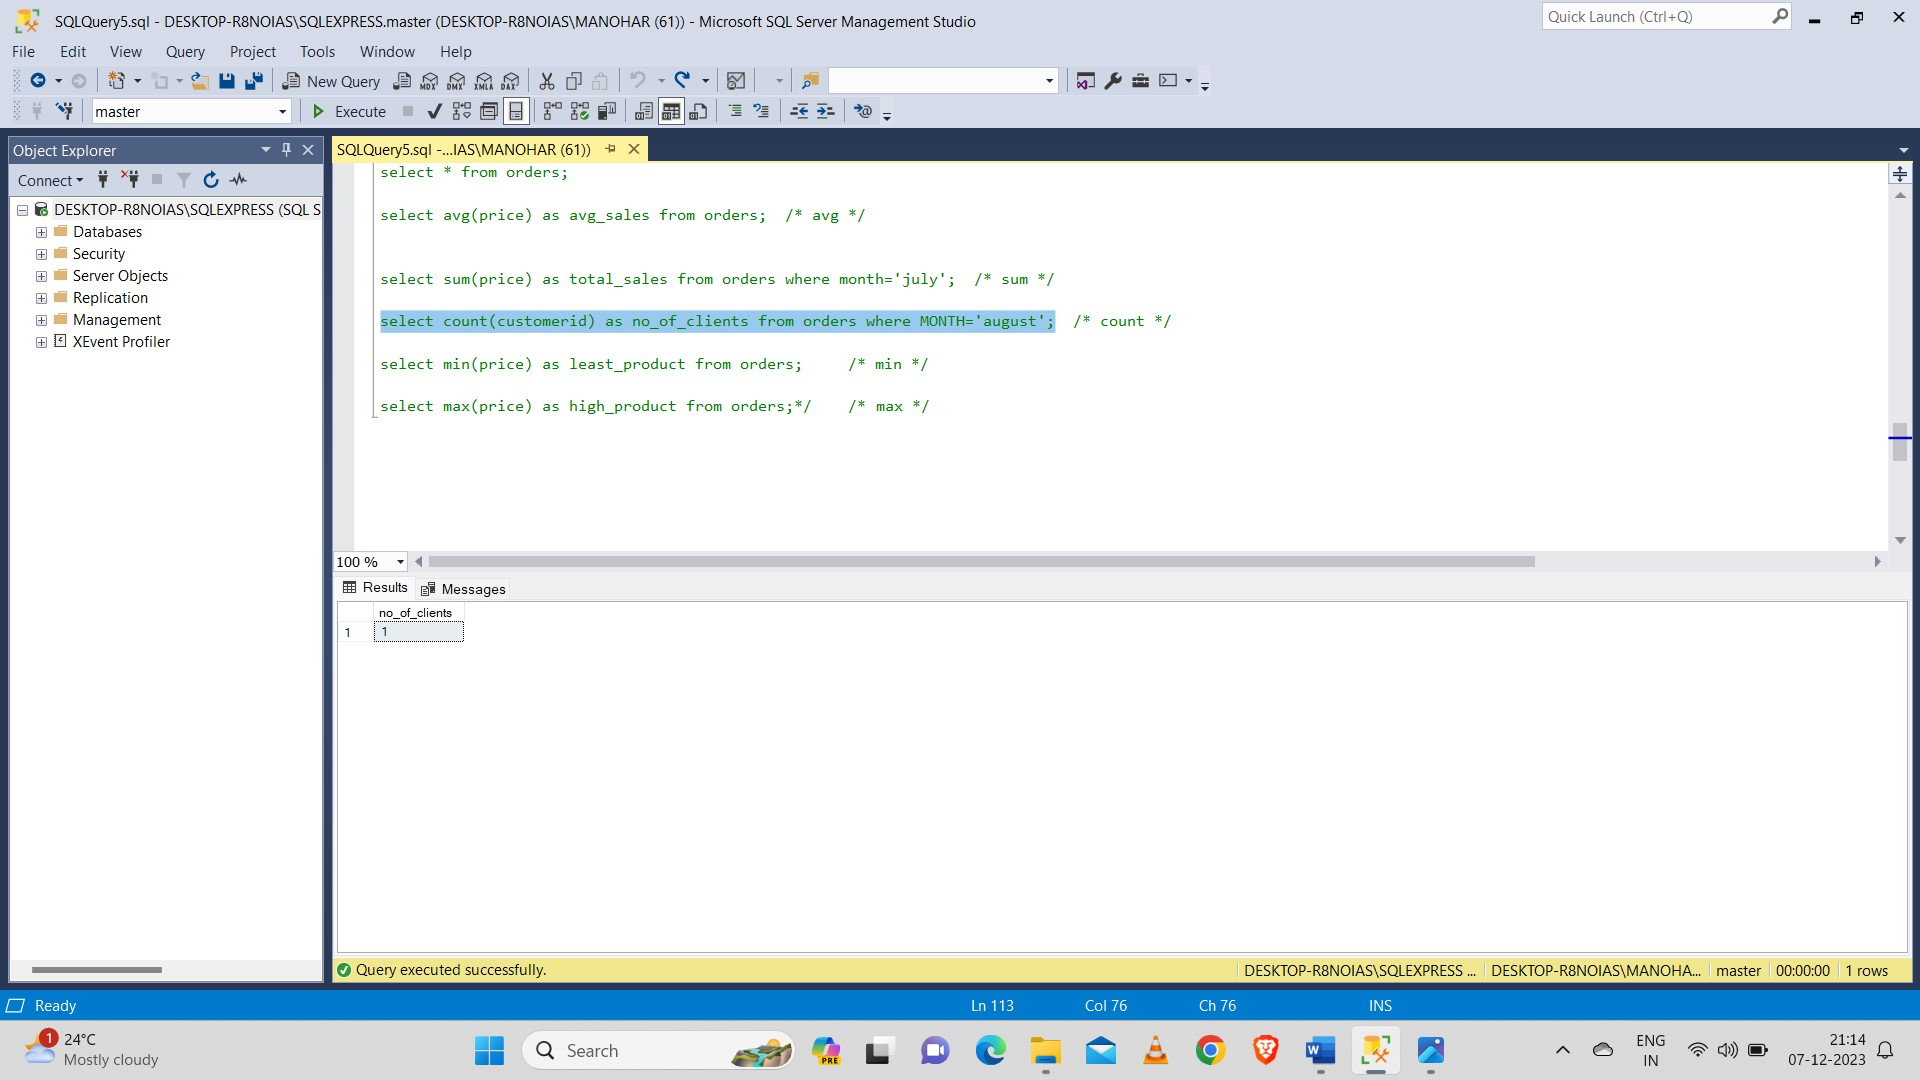 SQLQuery5.sql - DESKTOP-R8NOIAS\SQLEXPRESS.master (DESKTOP-R8NOIAS\MANOHAR (61)) - Microsoft SQL Server Management Studio
Quick Launch (Ctrl+Q)
File Edit View Query Project Tools Window Help
New Query MDX DMX XMLA DAX
master Execute
Object Explorer
SQLQuery5.sql -...IAS\MANOHAR (61))
Connect
DESKTOP-R8NOIAS\SQLEXPRESS (SQL S
Databases
Security
Server Objects
Replication
Management
XEvent Profiler
select * from orders;
select avg(price) as avg_sales from orders; /* avg */
select sum(price) as total_sales from orders where month='july'; /* sum */
select count(customerid) as no_of_clients from orders where MONTH='august'; /* count */
select min(price) as least_product from orders; /* min */
select max(price) as high_product from orders;*/ /* max */
100 %
Results Messages
no_of_clients
1 1
Query executed successfully.
DESKTOP-R8NOIAS\SQLEXPRESS ... DESKTOP-R8NOIAS\MANOHA... master 00:00:00 1 rows
Ready Ln 113 Col 76 Ch 76 INS
1
24°C
Mostly cloudy
Search
PRE
ENG
IN
21:14
07-12-2023